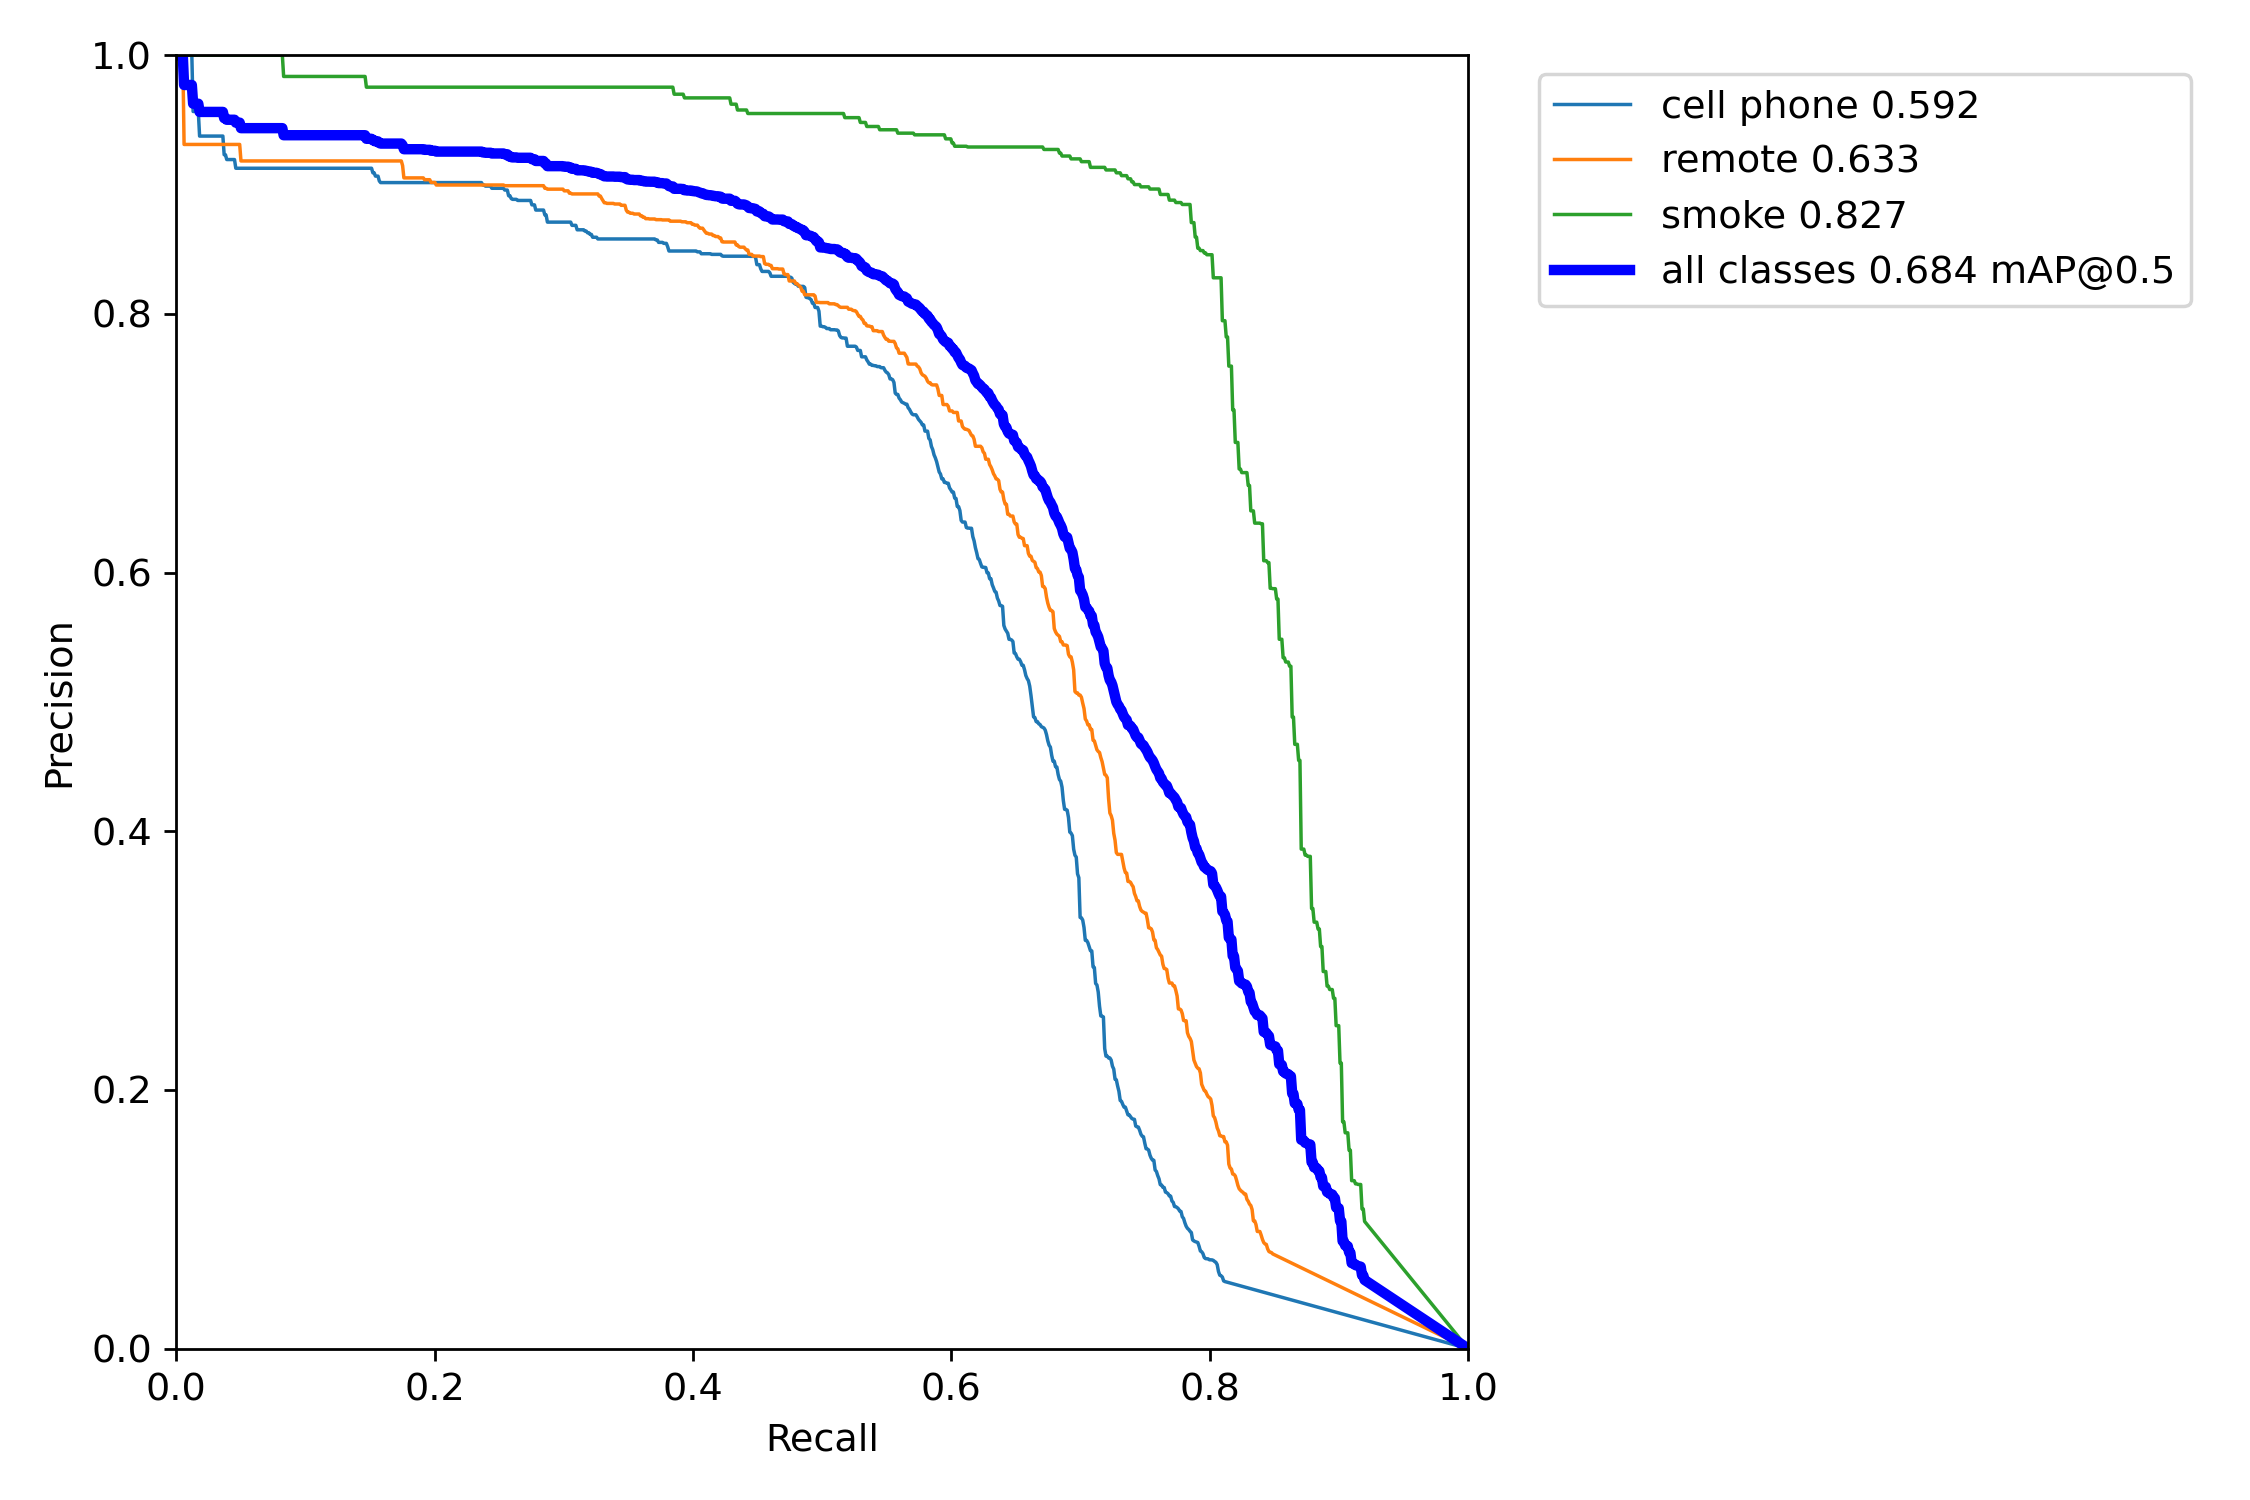 1.0
0.8
0.6
0.4
0.2
0.0
0.0 0.2 0.4 0.6 0.8 1.0
Precision
Recall
cell phone 0.592
remote 0.633
smoke 0.827
all classes 0.684 mAP@0.5